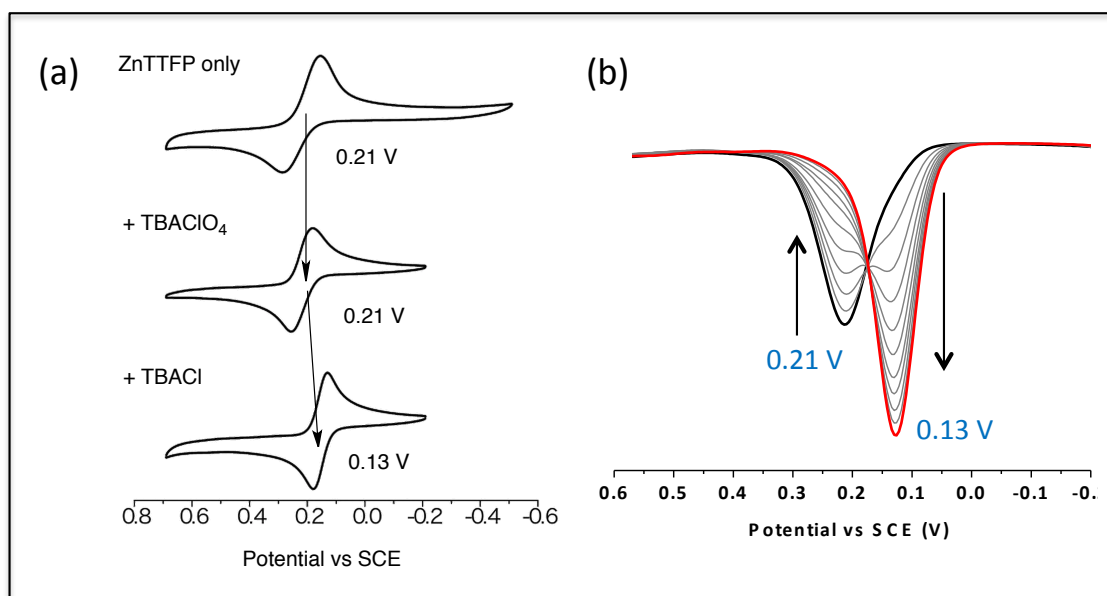 (a)
ZnTTFP only
0.21 V
+ TBAClO₄
0.21 V
+ TBACl
0.13 V
0.8 0.6 0.4 0.2 0.0 -0.2 -0.4 -0.6
Potential vs SCE
(b)
0.21 V
0.13 V
0.6 0.5 0.4 0.3 0.2 0.1 0.0 -0.1
Potential vs SCE (V)